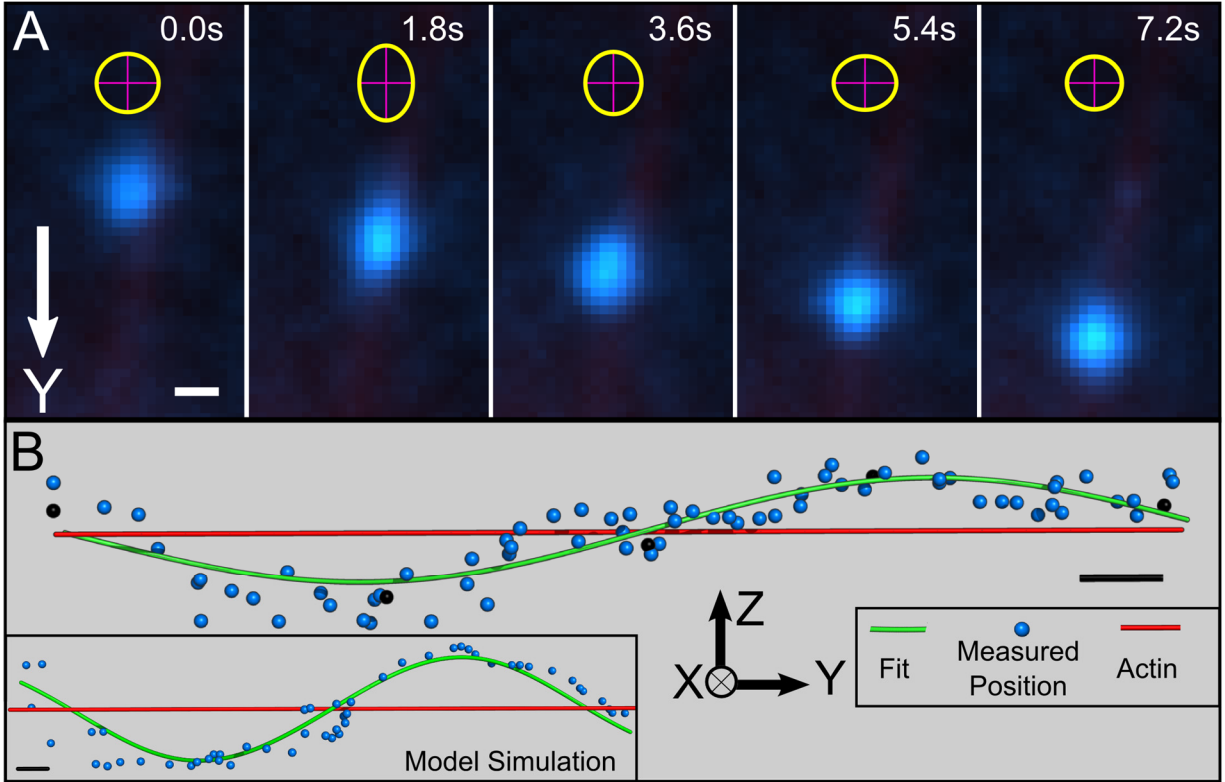 A
0.0s
1.8s
3.6s
5.4s
7.2s
Y
B
Z
X
Y
Fit
Measured
Position
Actin
Model Simulation